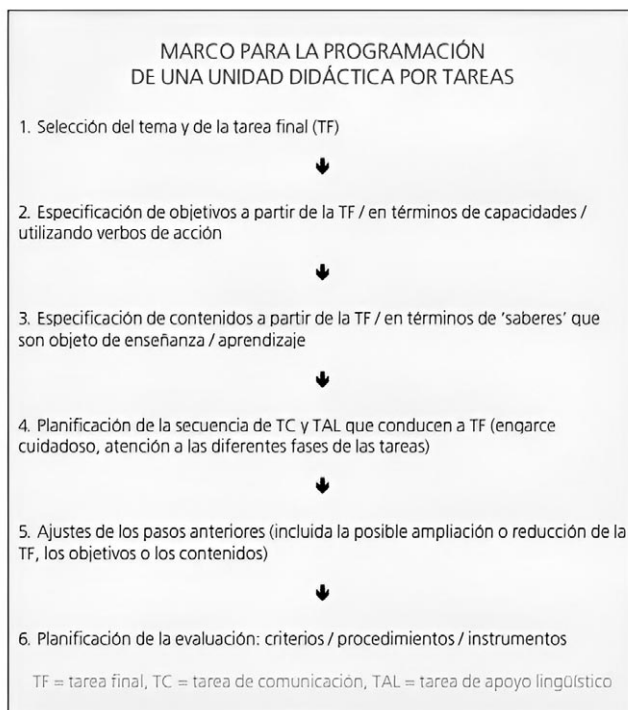 MARCO PARA LA PROGRAMACIÓN
DE UNA UNIDAD DIDÁCTICA POR TAREAS
1. Selección del tema y de la tarea final (TF)
2. Especificación de objetivos a partir de la TF / en términos de capacidades /
utilizando verbos de acción
3. Especificación de contenidos a partir de la TF / en términos de 'saberes' que
son objeto de enseñanza / aprendizaje
4. Planificación de la secuencia de TC y TAL que conducen a TF (engarce
cuidadoso, atención a las diferentes fases de las tareas)
5. Ajustes de los pasos anteriores (incluida la posible ampliación o reducción de la
TF, los objetivos o los contenidos)
6. Planificación de la evaluación: criterios / procedimientos / instrumentos
TF = tarea final, TC = tarea de comunicación, TAL = tarea de apoyo lingüístico